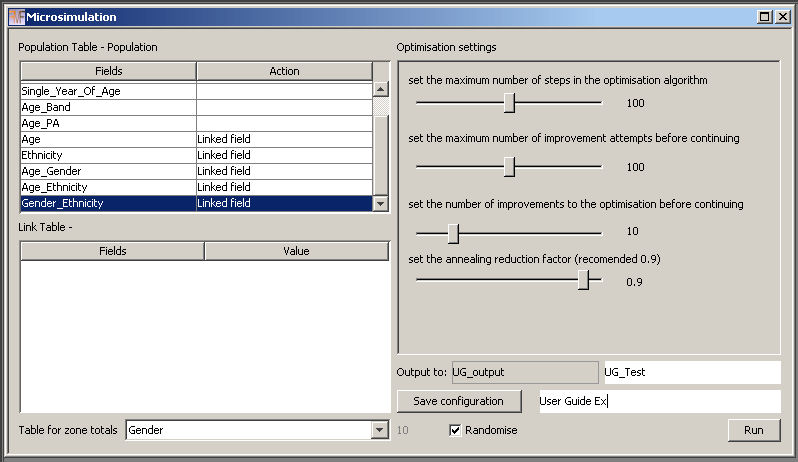 Microsimulation
Population Table - Population
Fields Action
Single_Year_Of_Age
Age_Band
Age_PA
Age Linked field
Ethnicity Linked field
Age_Gender Linked field
Age_Ethnicity Linked field
Gender_Ethnicity Linked field
Link Table -
Fields Value
Table for zone totals Gender 10
Optimisation settings
set the maximum number of steps in the optimisation algorithm
100
set the maximum number of improvement attempts before continuing
100
set the number of improvements to the optimisation before continuing
10
set the annealing reduction factor (recomended 0.9)
0.9
Output to: UG_output UG_Test
Save configuration User Guide Ex
Randomise Run